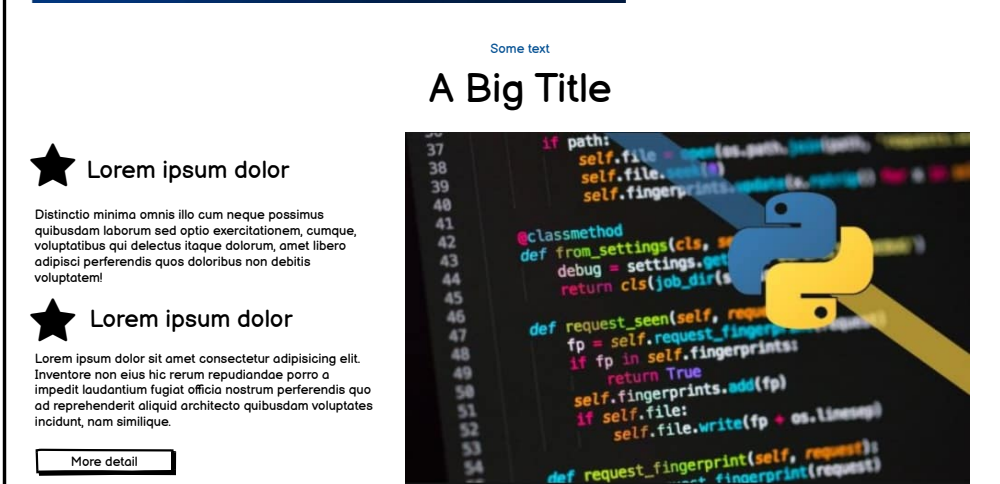 Some text
A Big Title
Lorem ipsum dolor
Distinctio minima omnis illo cum neque possimus
quibusdam laborum sed optio exercitationem, cumque,
voluptatibus qui delectus itaque dolorum, amet libero
adipisci perferendis quos doloribus non debitis
voluptatem!
Lorem ipsum dolor
Lorem ipsum dolor sit amet consectetur adipisicing elit.
Inventore non eius hic rerum repudiandae porro a
impedit laudantium fugiat officia nostrum perferendis quo
ad reprehenderit aliquid architecto quibusdam voluptates
incidunt, nam similique.
More detail
37 if path:
38 self.file =
39 self.file.
40 self.fingerprints.
41
42 @classmethod
43 def from_settings(cls,
44 debug = settings.get
45 return cls(job_dir(s
46
47 def request_seen(self,
48 fp = self.request_
49 if fp in self.fingerprints:
50 return True
51 self.fingerprints.add(fp)
52 if self.file:
53 self.file.write(fp + os.linesep)
54
def request_fingerprint(self, request):
request_fingerprint(request)